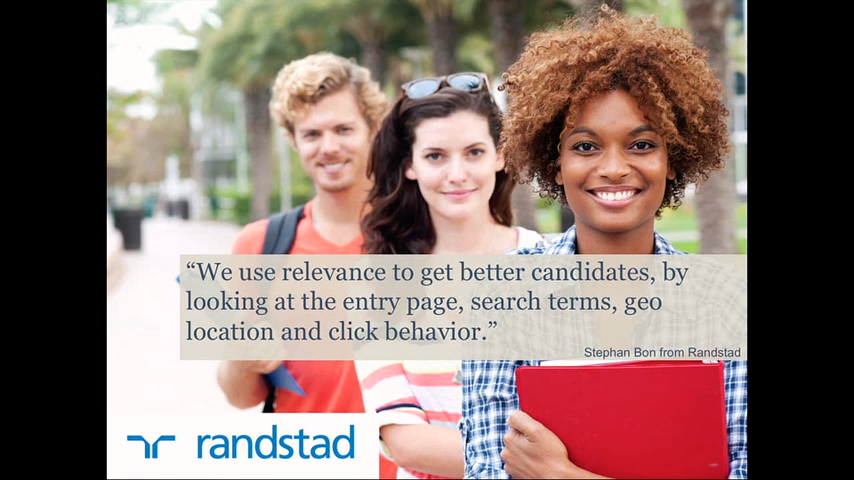 “We use relevance to get better candidates, by
looking at the entry page, search terms, geo
location and click behavior.”
Stephan Bon from Randstad
randstad